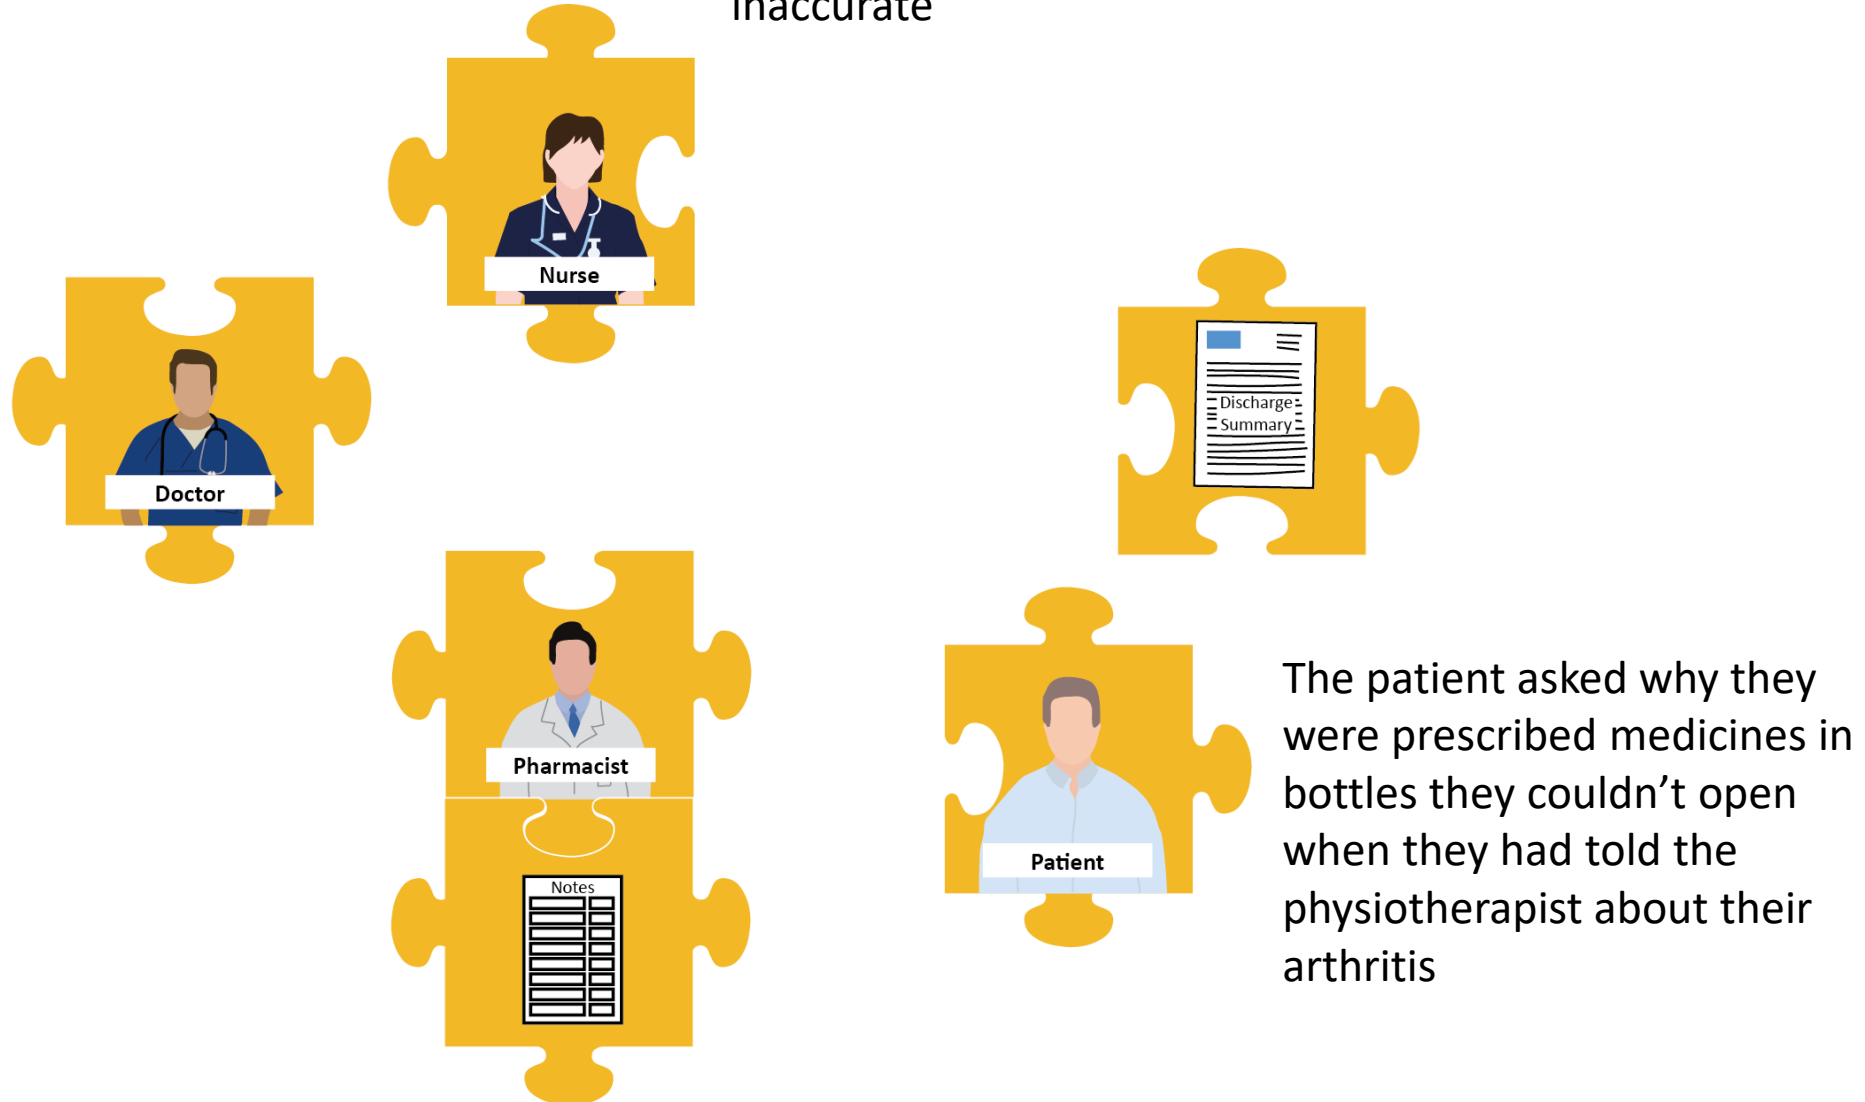 inaccurate
Nurse
Doctor
Discharge
Summary
Pharmacist
Notes
Patient
The patient asked why they
were prescribed medicines in
bottles they couldn’t open
when they had told the
physiotherapist about their
arthritis